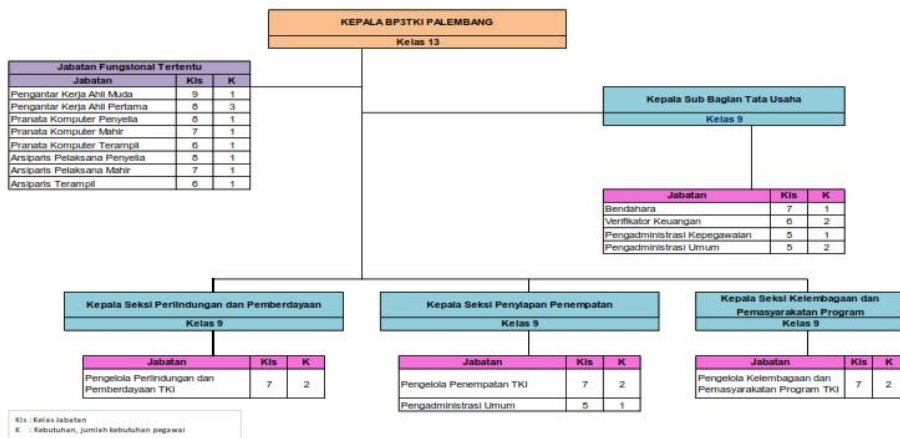 KEPALA BP3TKI PALEMBANG
Kelas 13
Jabatan Fungsional Tertentu
Jabatan Kls K
Pengantar Kerja Ahli Muda 9 1
Pengantar Kerja Ahli Pertama 8 3
Pranata Komputer Penyelia 8 1
Pranata Komputer Mahir 7 1
Pranata Komputer Terampil 6 1
Arsiparis Pelaksana Penyelia 8 1
Arsiparis Pelaksana Mahir 7 1
Arsiparis Terampil 6 1
Kepala Sub Bagian Tata Usaha
Kelas 9
Jabatan Kls K
Bendahara 7 1
Verifikator Keuangan 6 2
Pengadministrasi Kepegawaian 5 1
Pengadministrasi Umum 5 2
Kepala Seksi Perlindungan dan Pemberdayaan
Kelas 9
Jabatan Kls K
Pengelola Perlindungan dan
Pemberdayaan TKI 7 2
Kepala Seksi Penyiapan Penempatan
Kelas 9
Jabatan Kls K
Pengelola Penempatan TKI 7 2
Pengadministrasi Umum 5 1
Kepala Seksi Kelembagaan dan
Pemasyarakatan Program
Kelas 9
Jabatan Kls K
Pengelola Kelembagaan dan
Pemasyarakatan Program TKI 7 2
Kls : Kelas Jabatan
K : Kebutuhan, jumlah kebutuhan pegawai